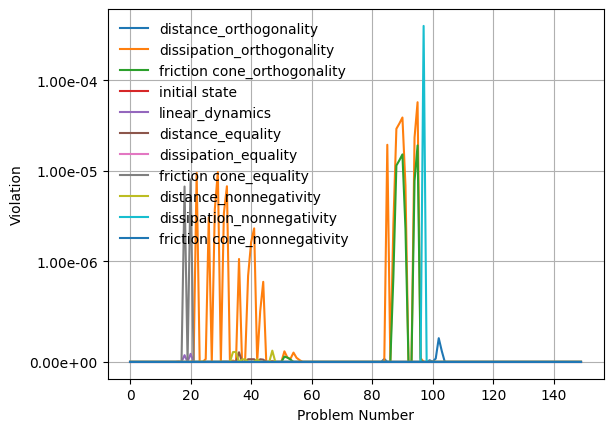 distance_orthogonality
dissipation_orthogonality
friction cone_orthogonality
initial state
linear_dynamics
distance_equality
dissipation_equality
friction cone_equality
distance_nonnegativity
dissipation_nonnegativity
friction cone_nonnegativity
1.00e-04
1.00e-05
1.00e-06
0.00e+00
Violation
0 20 40 60 80 100 120 140
Problem Number